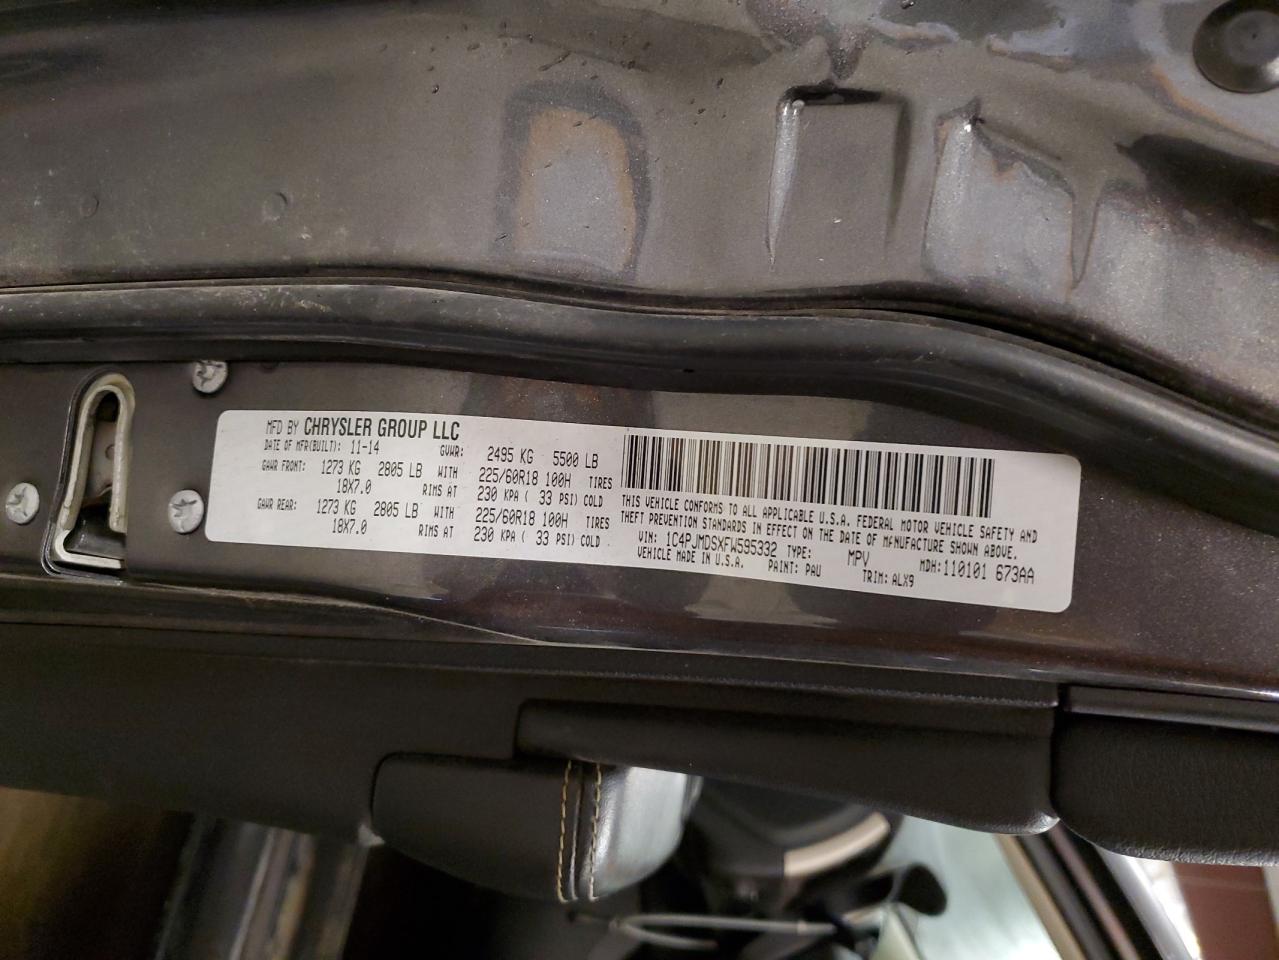 MFD BY CHRYSLER GROUP LLC
DATE OF MFR(BUILT): 11-14 GVWR: 2495 KG 5500 LB
GAWR FRONT: 1273 KG 2805 LB WITH 225/60R18 100H TIRES
18X7.0 RIMS AT 230 KPA ( 33 PSI) COLD
GAWR REAR: 1273 KG 2805 LB WITH 225/60R18 100H TIRES
18X7.0 RIMS AT 230 KPA ( 33 PSI) COLD
THIS VEHICLE CONFORMS TO ALL APPLICABLE U.S.A. FEDERAL MOTOR VEHICLE SAFETY AND
THEFT PREVENTION STANDARDS IN EFFECT ON THE DATE OF MANUFACTURE SHOWN ABOVE.
VIN: 1C4PJMDSXFW595332 TYPE: MPV MDH:110101 673AA
VEHICLE MADE IN U.S.A. PAINT: PAU TRIM: ALX9